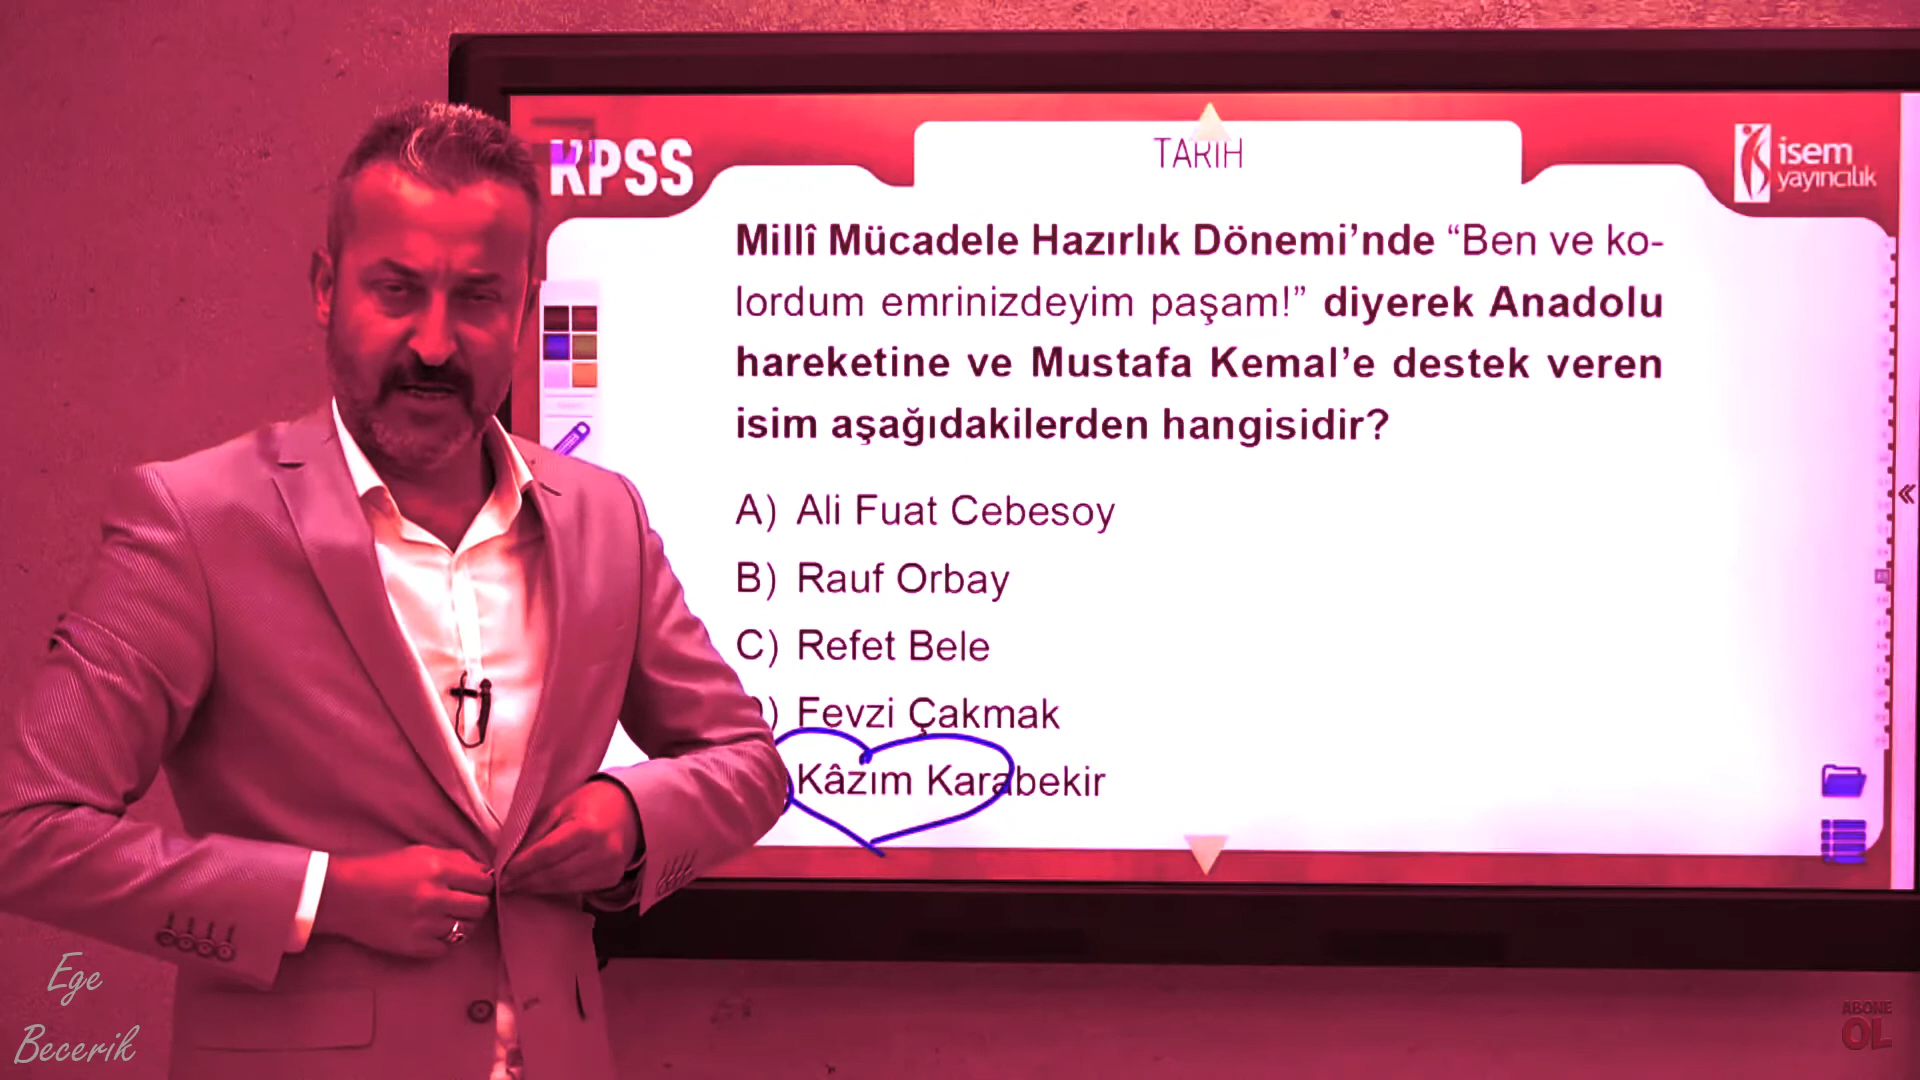 KPSS
TARİH
isem
yayıncılık
Millî Mücadele Hazırlık Dönemi’nde “Ben ve ko-
lordum emrinizdeyim paşam!” diyerek Anadolu
hareketine ve Mustafa Kemal’e destek veren
isim aşağıdakilerden hangisidir?
A) Ali Fuat Cebesoy
B) Rauf Orbay
C) Refet Bele
) Fevzi Çakmak
Kâzım Karabekir
Ege
Becerik
ABONE
OL